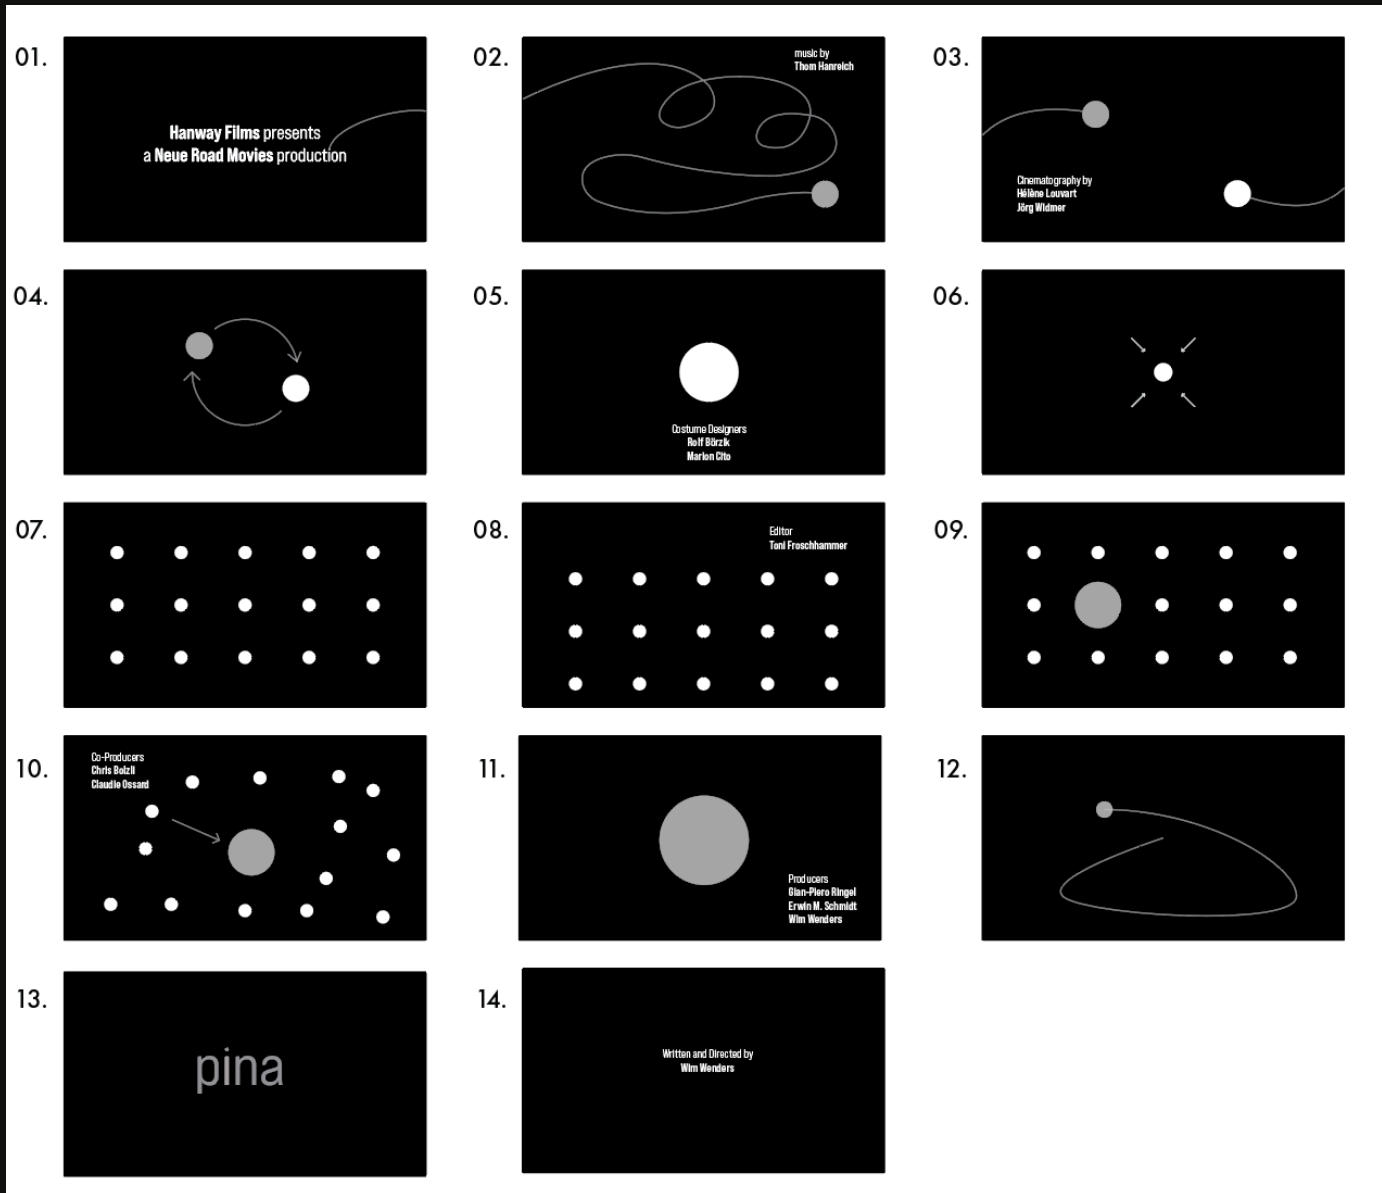 01.
Hanway Films presents
a Neue Road Movies production
02.
music by
Thom Hanreich
03.
Cinematography by
Hélène Louvart
Jörg Widmer
04.
05.
Costume Designers
Rolf Börzik
Marion Cito
06.
07.
08.
Editor
Toni Froschhammer
09.
10.
Co-Producers
Chris Bolzli
Claudie Ossard
11.
Producers
Gian-Piero Ringel
Erwin M. Schmidt
Wim Wenders
12.
13.
pina
14.
Written and Directed by
Wim Wenders